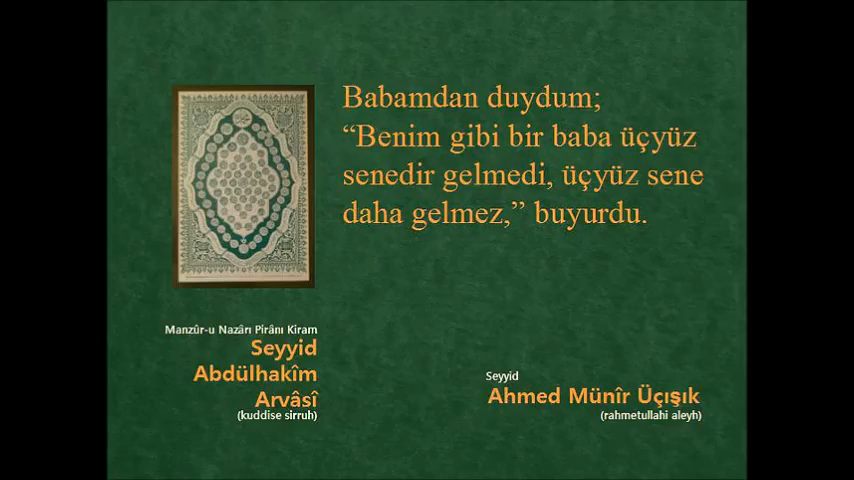 Babamdan duydum;
“Benim gibi bir baba üçyüz
senedir gelmedi, üçyüz sene
daha gelmez,” buyurdu.
Manzûr-u Nazârı Pîrânı Kiram
Seyyid
Abdülhakîm
Arvâsî
(kuddise sirruh)
Seyyid
Ahmed Münîr Üçışık
(rahmetullahi aleyh)